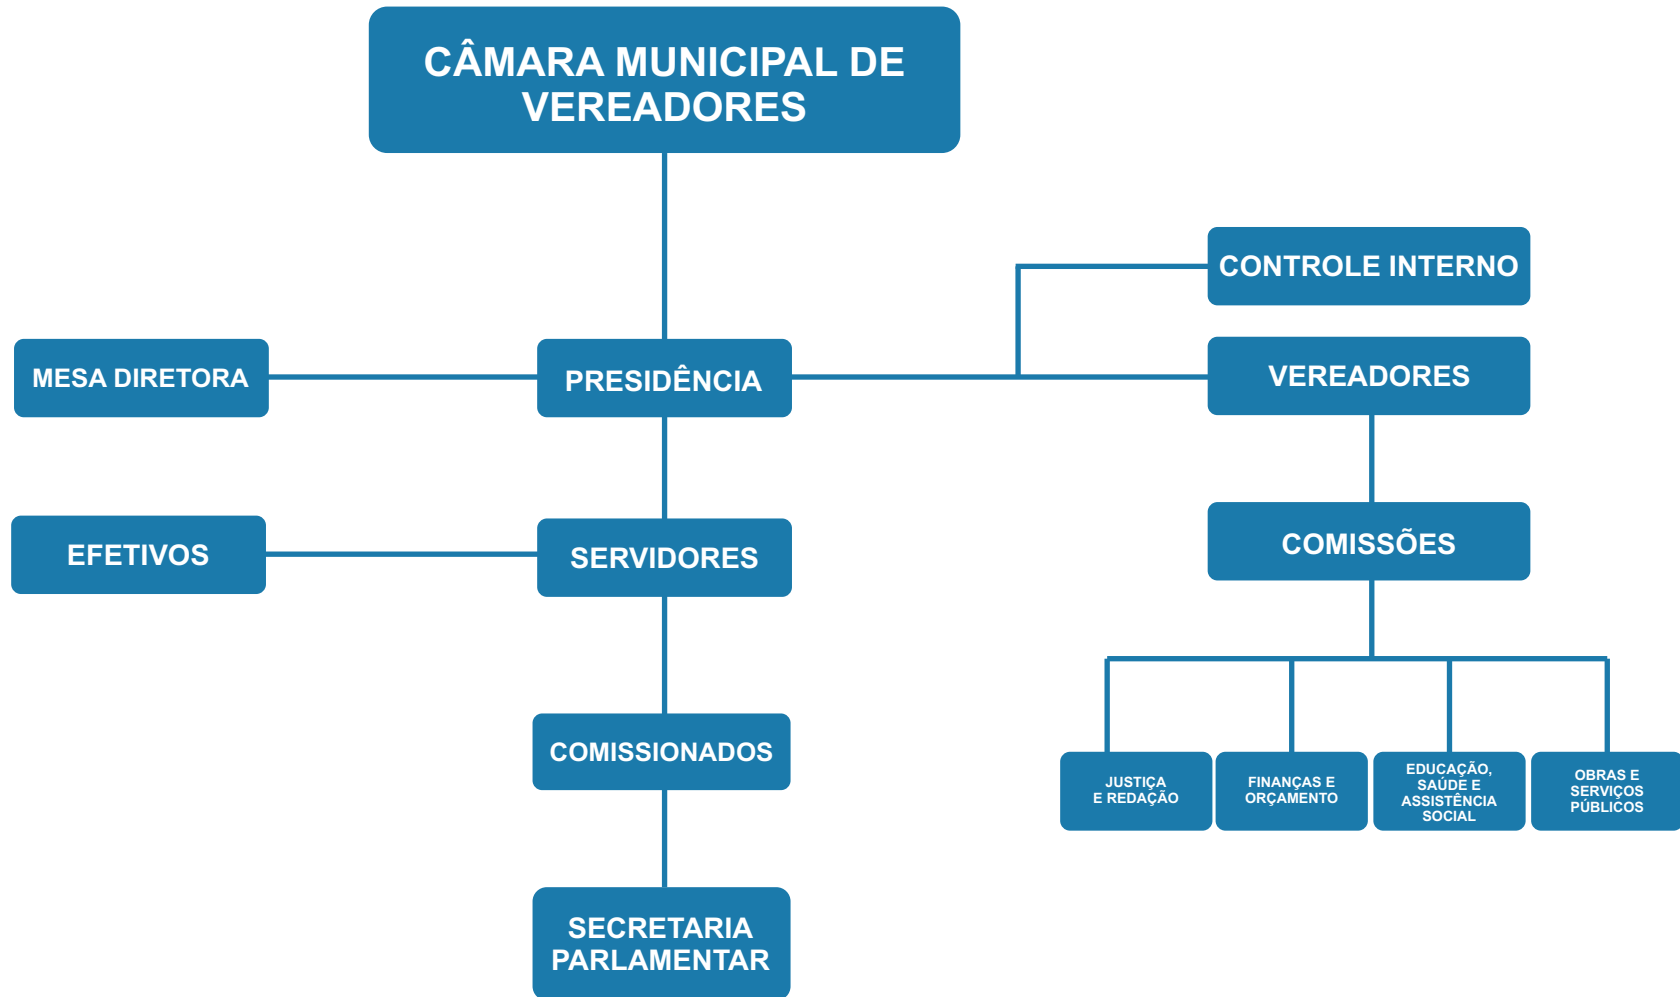 CÂMARA MUNICIPAL DE
VEREADORES
CONTROLE INTERNO
MESA DIRETORA
PRESIDÊNCIA
VEREADORES
EFETIVOS
SERVIDORES
COMISSÕES
COMISSIONADOS
JUSTIÇA
E REDAÇÃO
FINANÇAS E
ORÇAMENTO
EDUCAÇÃO,
SAÚDE E
ASSISTÊNCIA
SOCIAL
OBRAS E
SERVIÇOS
PÚBLICOS
SECRETARIA
PARLAMENTAR